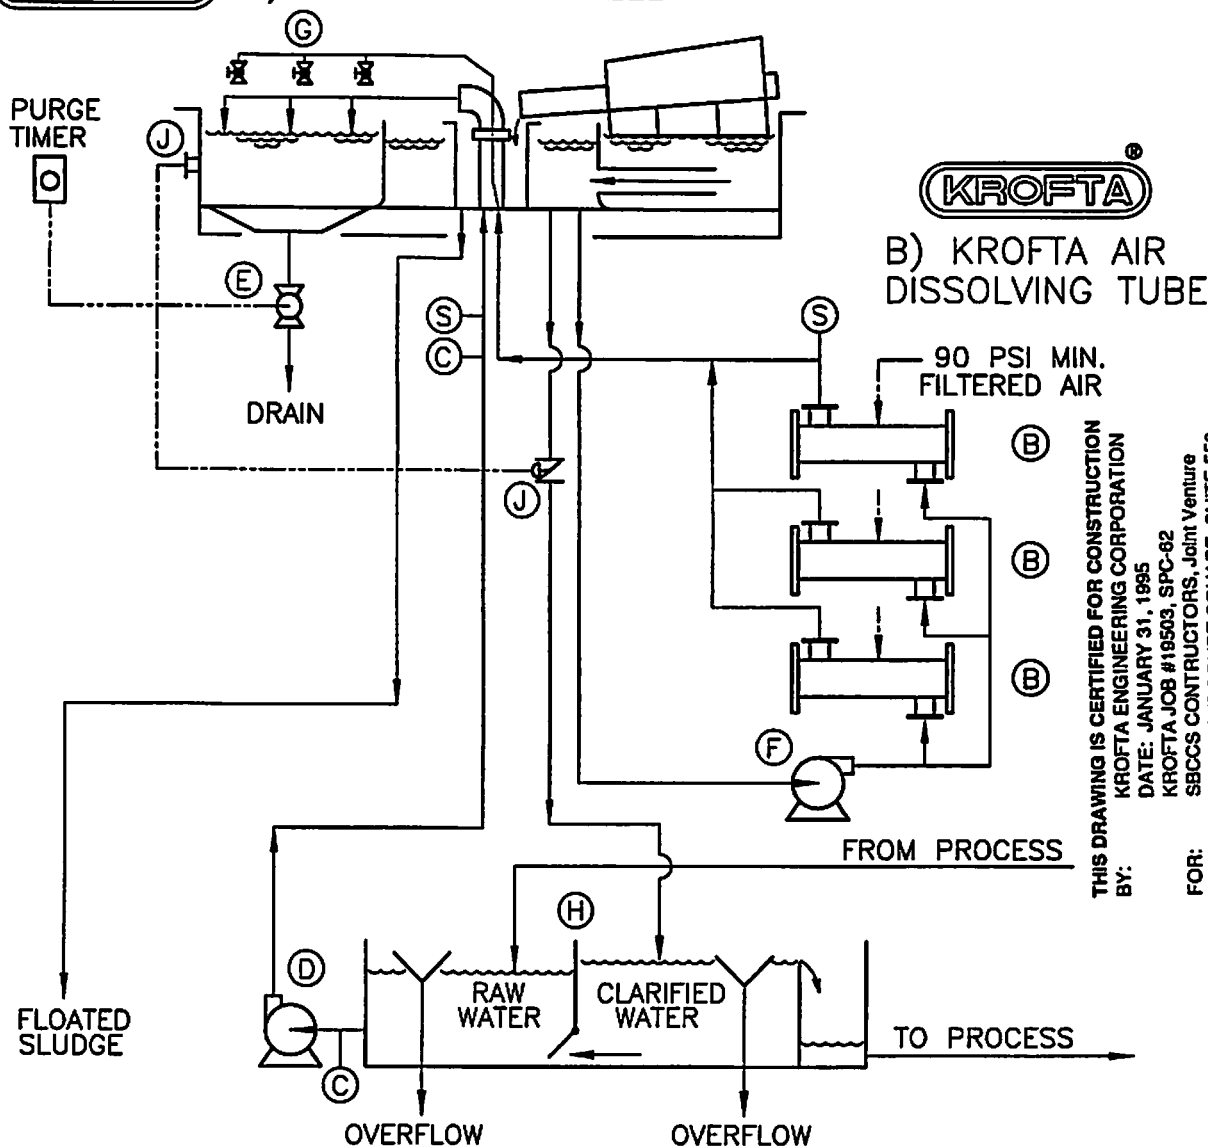 G
PURGE
TIMER
J
®
KROFTA
B) KROFTA AIR
DISSOLVING TUBE
E
S
S
C
90 PSI MIN.
FILTERED AIR
DRAIN
B
J
B
B
F
THIS DRAWING IS CERTIFIED FOR CONSTRUCTION
BY: KROFTA ENGINEERING CORPORATION
DATE: JANUARY 31, 1995
KROFTA JOB #19503, SPC-62
FOR: SBCCS CONTRUCTORS, Joint Venture
FROM PROCESS
H
D
RAW
WATER
CLARIFIED
WATER
FLOATED
SLUDGE
TO PROCESS
C
OVERFLOW
OVERFLOW